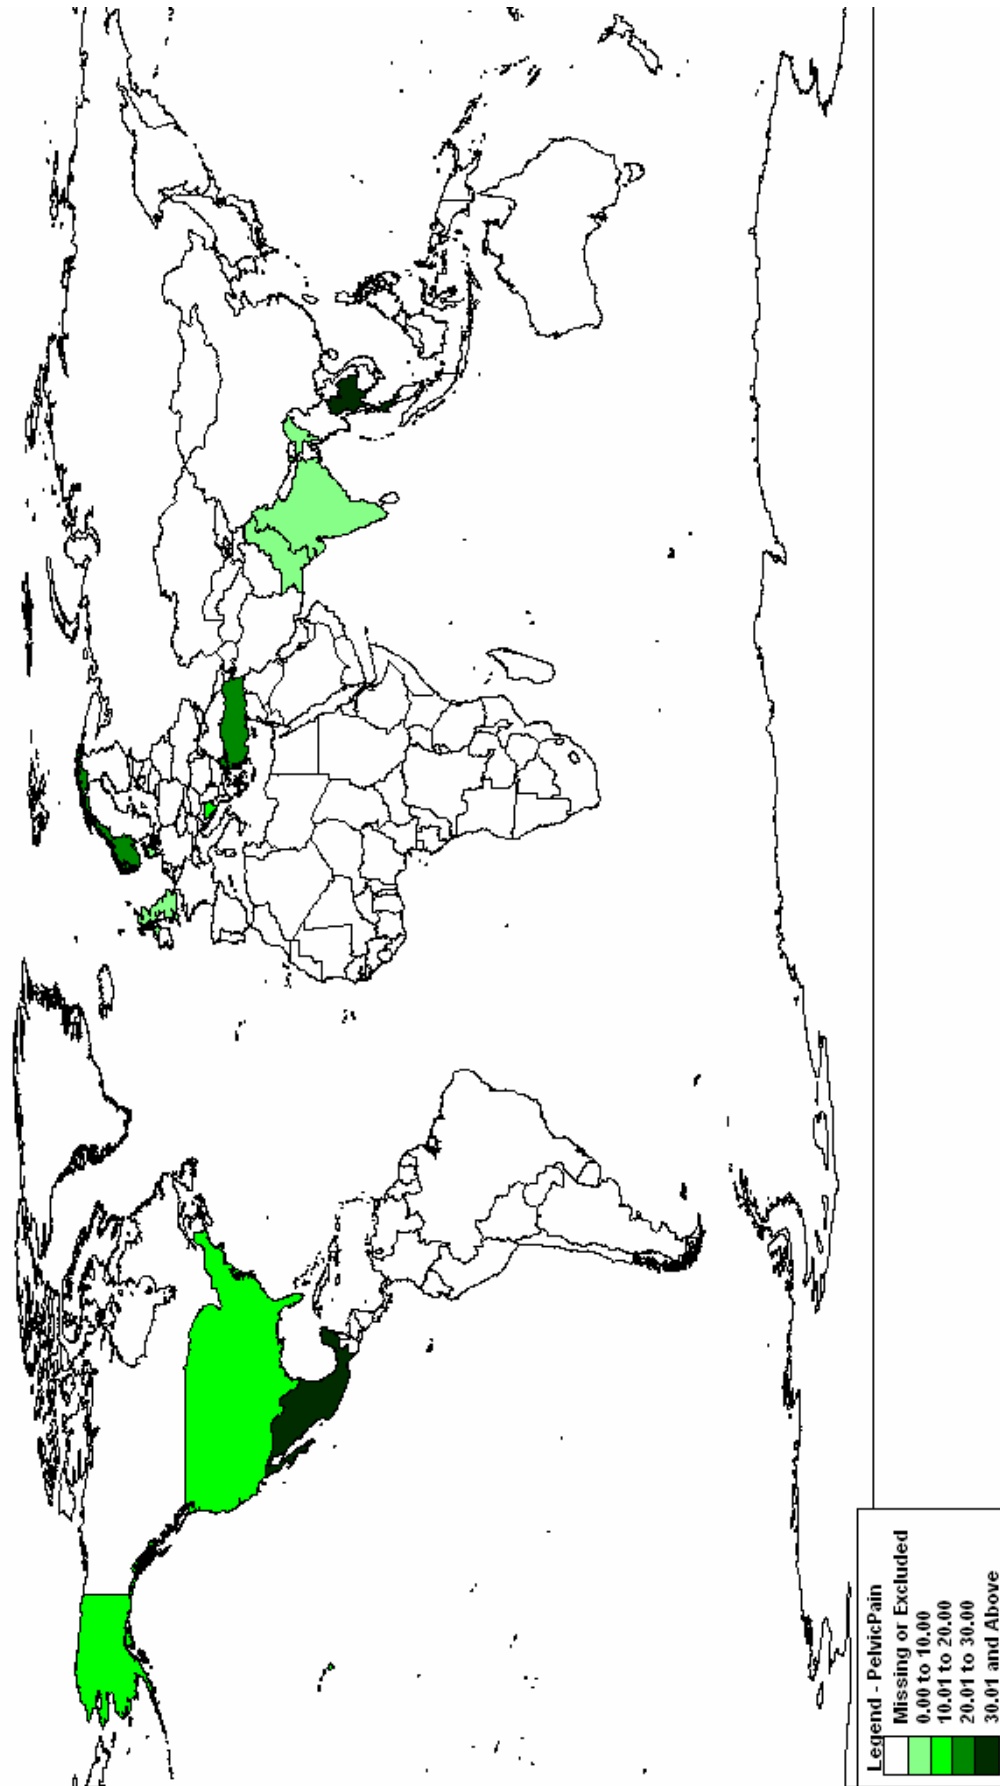 Legend - PelvicPain
Missing or Excluded
0.00 to 10.00
10.01 to 20.00
20.01 to 30.00
30.01 and Above